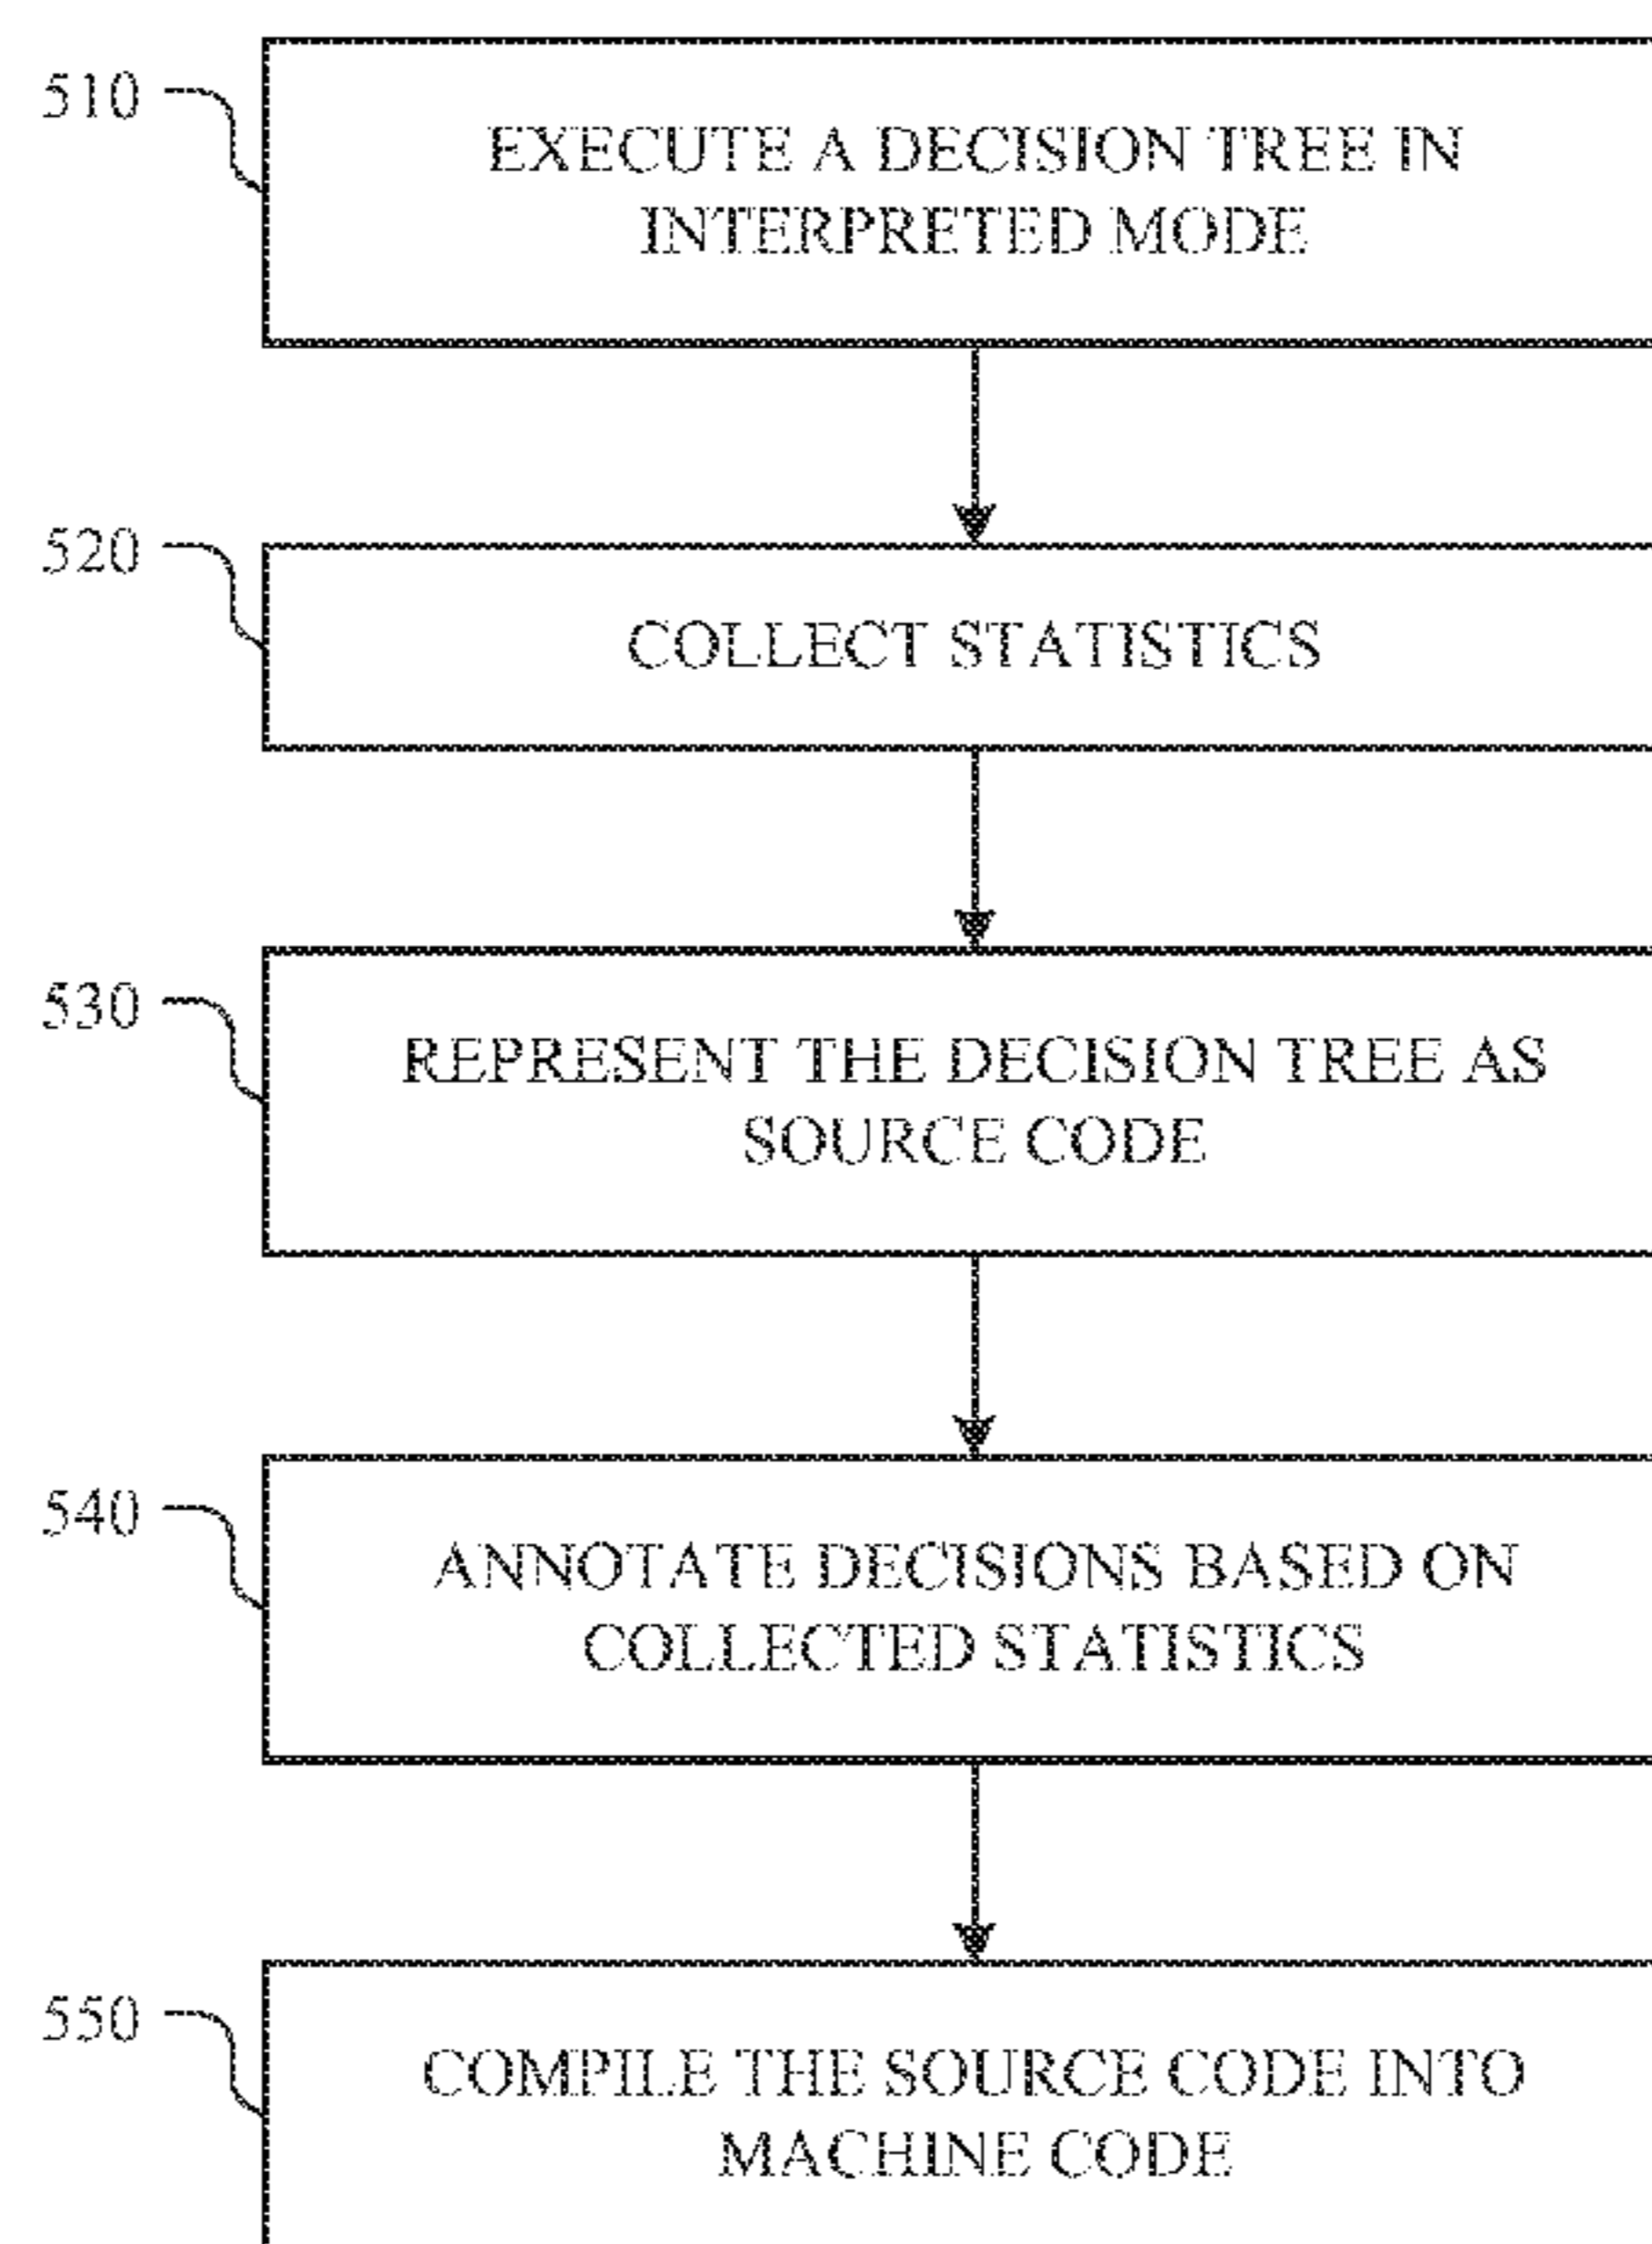 510
EXECUTE A DECISION TREE IN
INTERPRETED MODE
520
COLLECT STATISTICS
530
REPRESENT THE DECISION TREE AS
SOURCE CODE
540
ANNOTATE DECISIONS BASED ON
COLLECTED STATISTICS
550
COMPILE THE SOURCE CODE INTO
MACHINE CODE